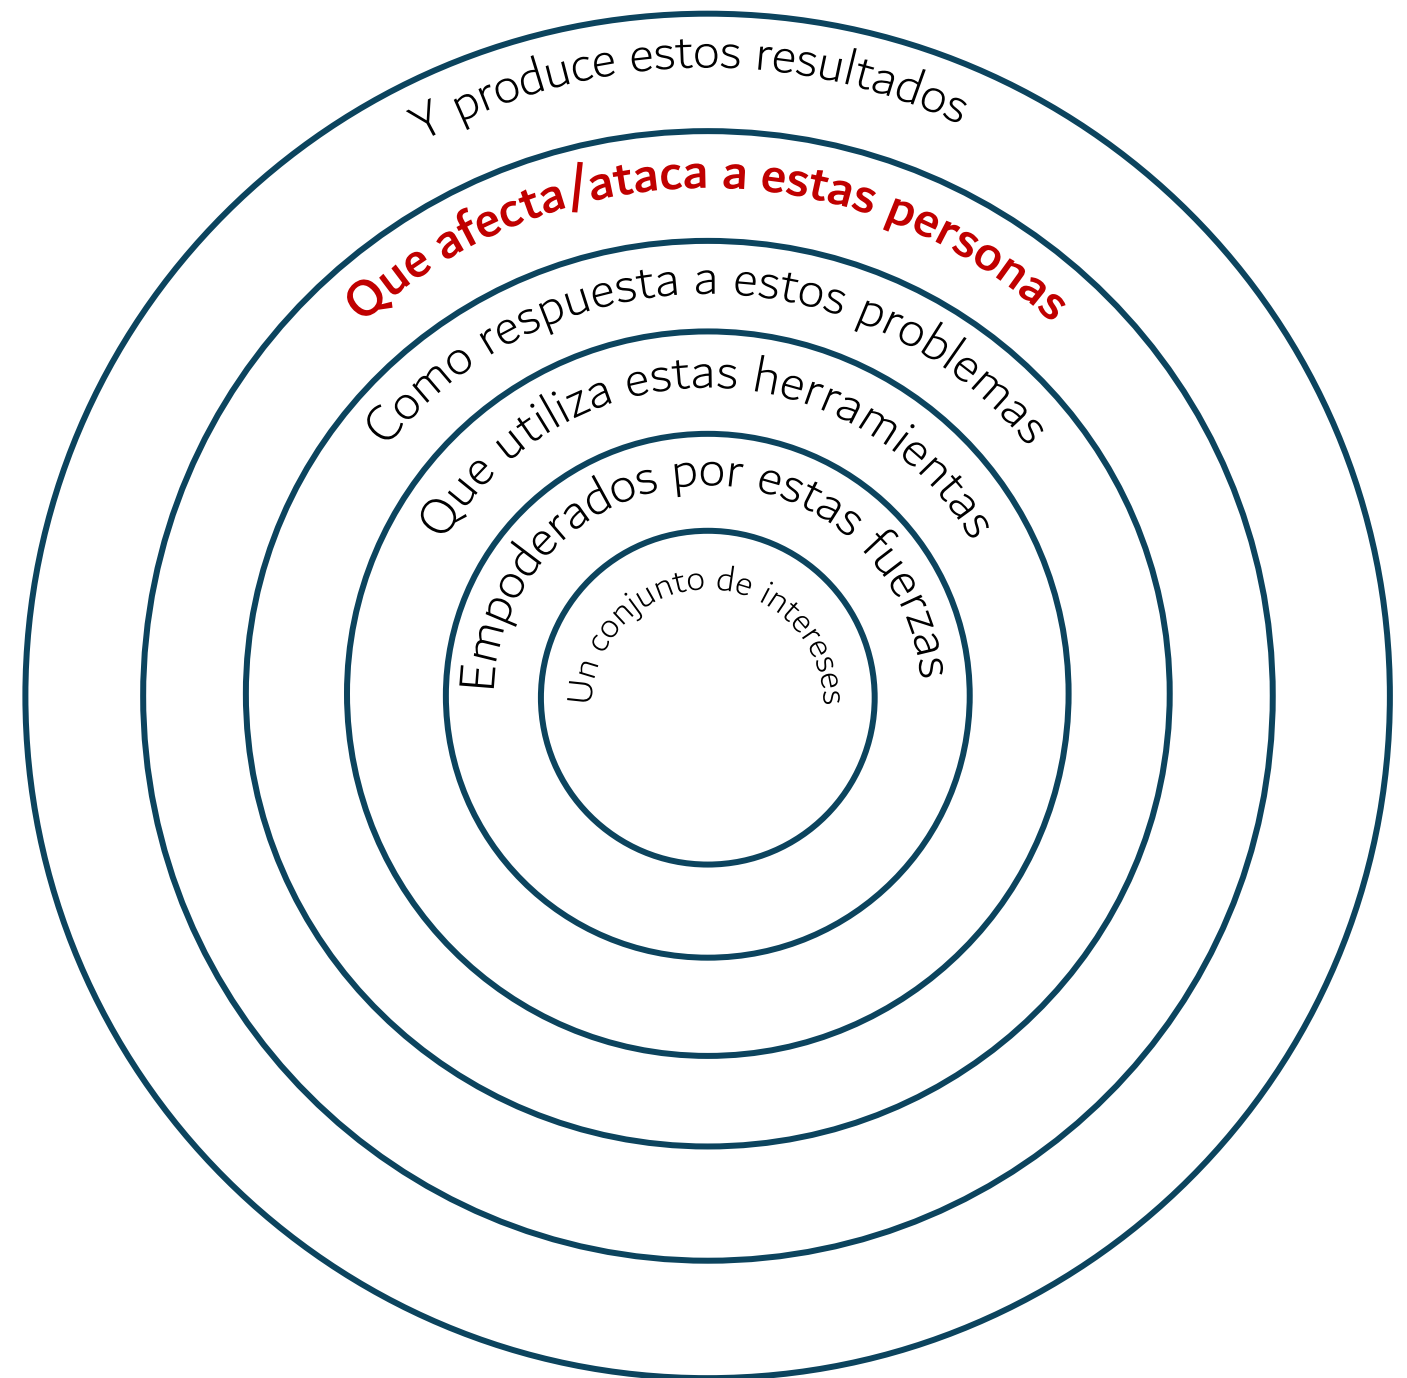 Y produce estos resultados
Que afecta/ataca a estas personas
Como respuesta a estos problemas
Que utiliza estas herramientas
Empoderados por estas fuerzas
Un conjunto de intereses